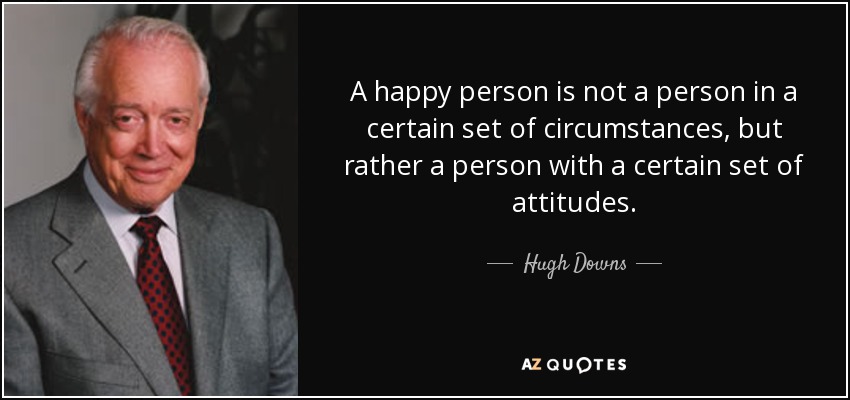 A happy person is not a person in a
certain set of circumstances, but
rather a person with a certain set of
attitudes.
Hugh Downs
AZ QUOTES